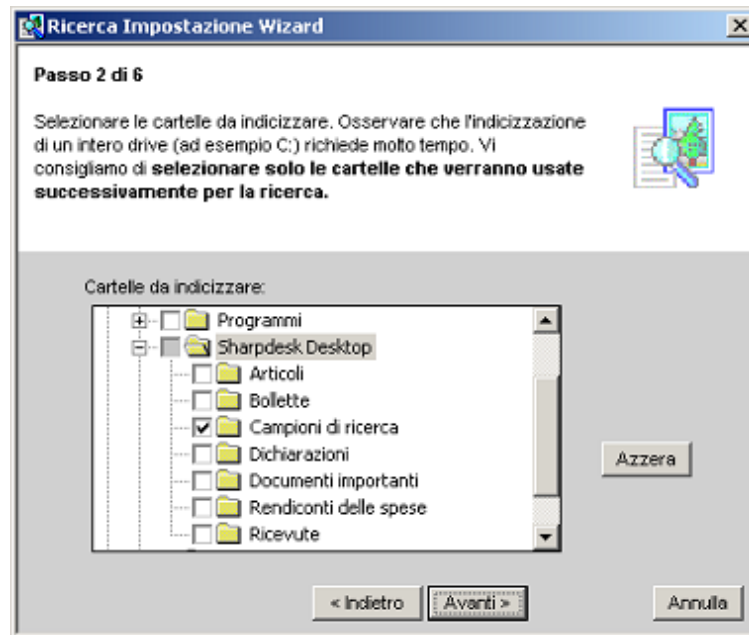 Ricerca Impostazione Wizard
Passo 2 di 6
Selezionare le cartelle da indicizzare. Osservare che l'indicizzazione
di un intero drive (ad esempio C:) richiede molto tempo. Vi
consigliamo di selezionare solo le cartelle che verranno usate
successivamente per la ricerca.
Cartelle da indicizzare:
Programmi
Sharpdesk Desktop
Articoli
Bollette
Campioni di ricerca
Dichiarazioni
Documenti importanti
Rendiconti delle spese
Ricevute
Azzera
« Indietro
Avanti »
Annulla